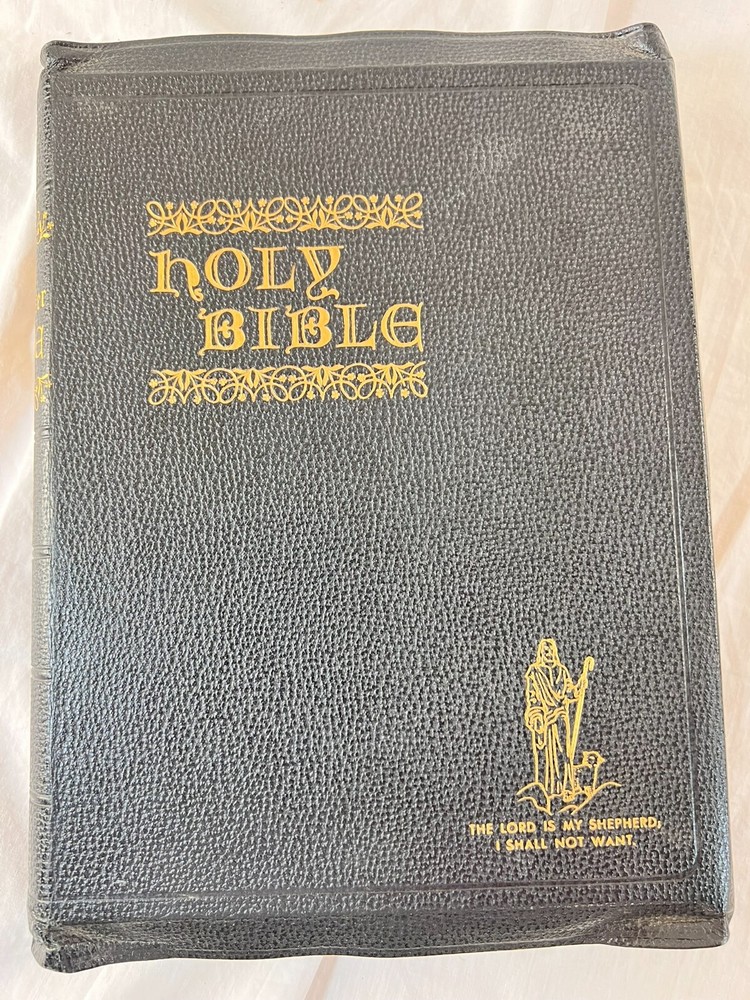 hOLY
BIBLE
THE LORD IS MY SHEPHERD;
I SHALL NOT WANT.